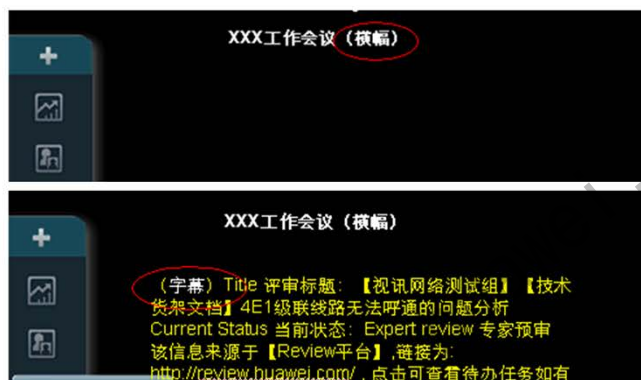 XXX工作会议（横幅）
XXX工作会议（横幅）
（字幕）Title 评审标题：【视讯网络测试组】【技术
货架文档】4E1级联线路无法呼通的问题分析
Current Status 当前状态：Expert review 专家预审
该信息来源于【Review平台】,链接为:
http://review.huawei.com/，点击可查看待办任务如有